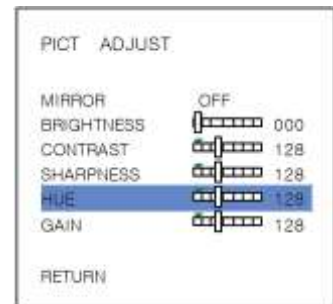 PICT ADJUST
MIRROR OFF
BRIGHTNESS 000
CONTRAST 128
SHARPNESS 128
HUE 128
GAIN 128
RETURN